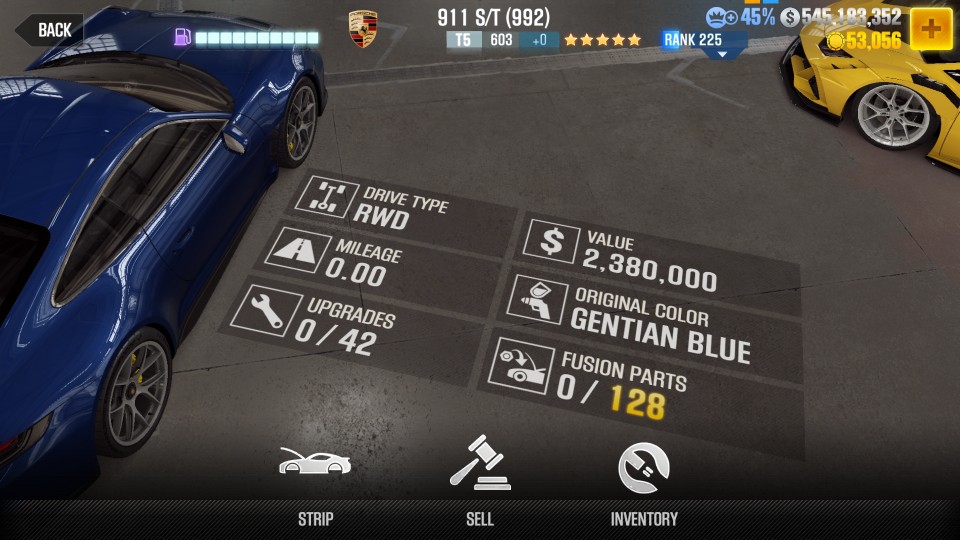 BACK
911 S/T (992)
T5 603 +0
RANK 225
45%
545,183,352
53,056
DRIVE TYPE
RWD
MILEAGE
0.00
UPGRADES
0 / 42
VALUE
2,380,000
ORIGINAL COLOR
GENTIAN BLUE
FUSION PARTS
0 / 128
STRIP
SELL
INVENTORY